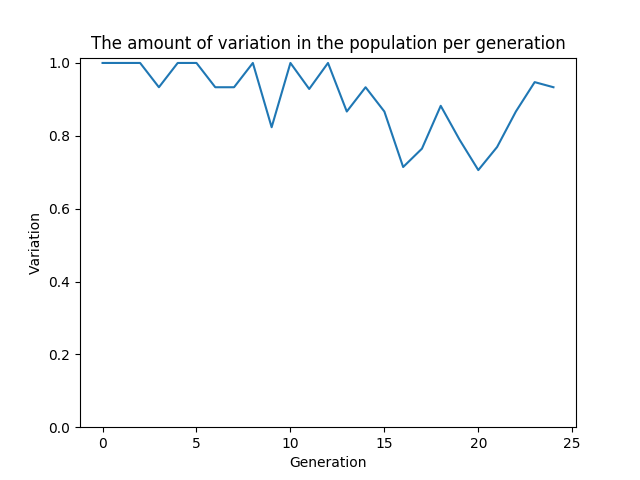 The amount of variation in the population per generation
1.0
0.8
0.6
0.4
0.2
0.0
Variation
0 5 10 15 20 25
Generation